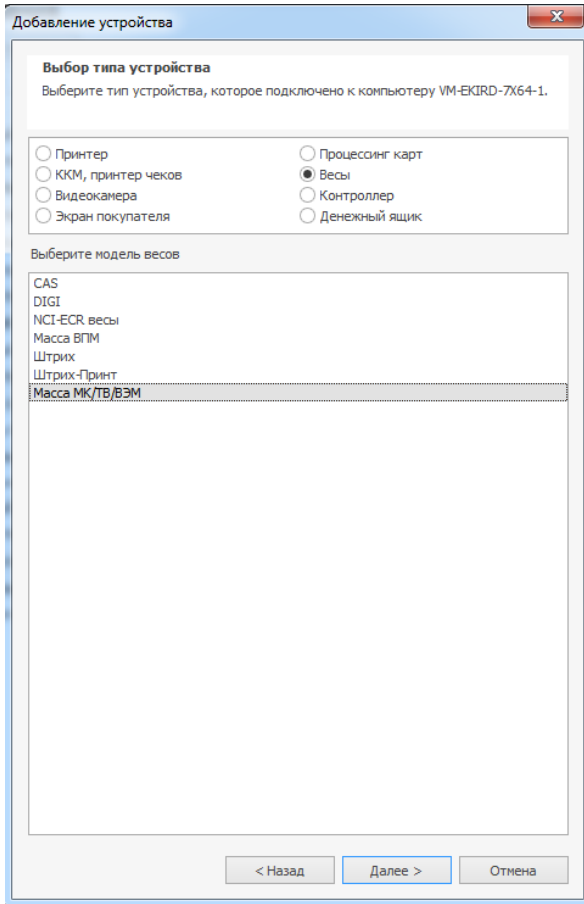 Добавление устройства
Выбор типа устройства
Выберите тип устройства, которое подключено к компьютеру VM-EKIRD-7X64-1.
Принтер
ККМ, принтер чеков
Видеокамера
Экран покупателя
Процессинг карт
Весы
Контроллер
Денежный ящик
Выберите модель весов
CAS
DIGI
NCI-ECR весы
Масса ВПМ
Штрих
Штрих-Принт
Масса МК/ТВ/ВЭМ
< Назад
Далее >
Отмена